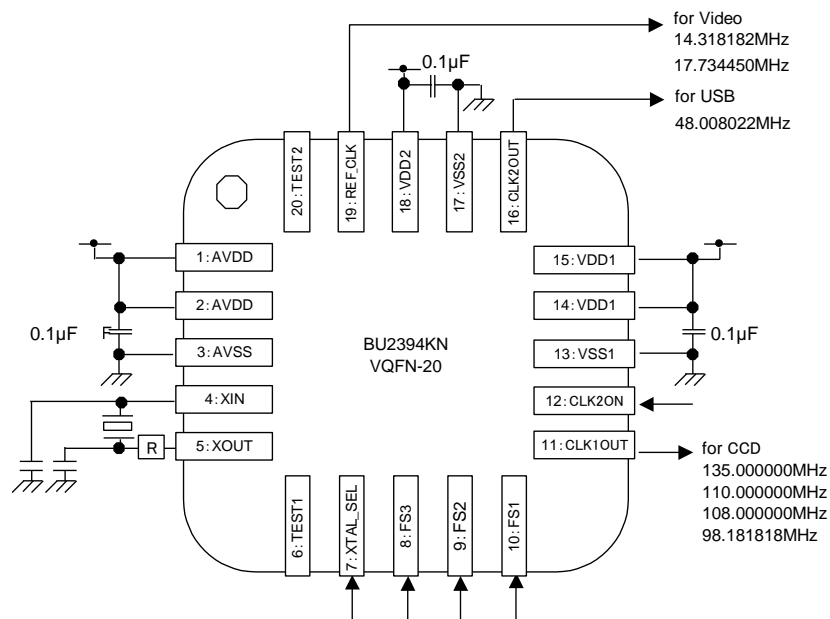 for Video
14.318182MHz
17.734450MHz
for USB
48.008022MHz
0.1µF
20:TEST2
19:REF_CLK
18:VDD2
17:VSS2
16:CLK2OUT
1:AVDD
2:AVDD
3:AVSS
4:XIN
5:XOUT
0.1µF
F
R
BU2394KN
VQFN-20
15:VDD1
14:VDD1
13:VSS1
12:CLK2ON
11:CLK1OUT
0.1µF
for CCD
135.000000MHz
110.000000MHz
108.000000MHz
98.181818MHz
6:TEST1
7:XTAL_SEL
8:FS3
9:FS2
10:FS1